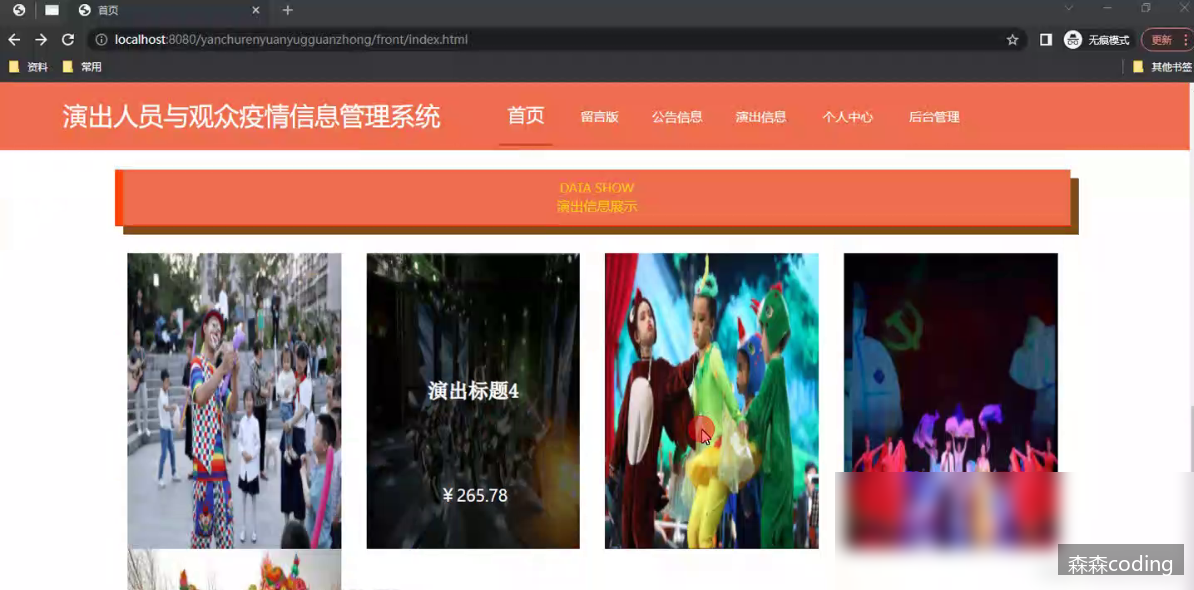 首页
localhost:8080/yanchurenyuanyugguanzhong/front/index.html
无痕模式
更新
资料
常用
其他书签
演出人员与观众疫情信息管理系统
首页
留言版
公告信息
演出信息
个人中心
后台管理
DATA SHOW
演出信息展示
演出标题4
￥265.78
森森coding